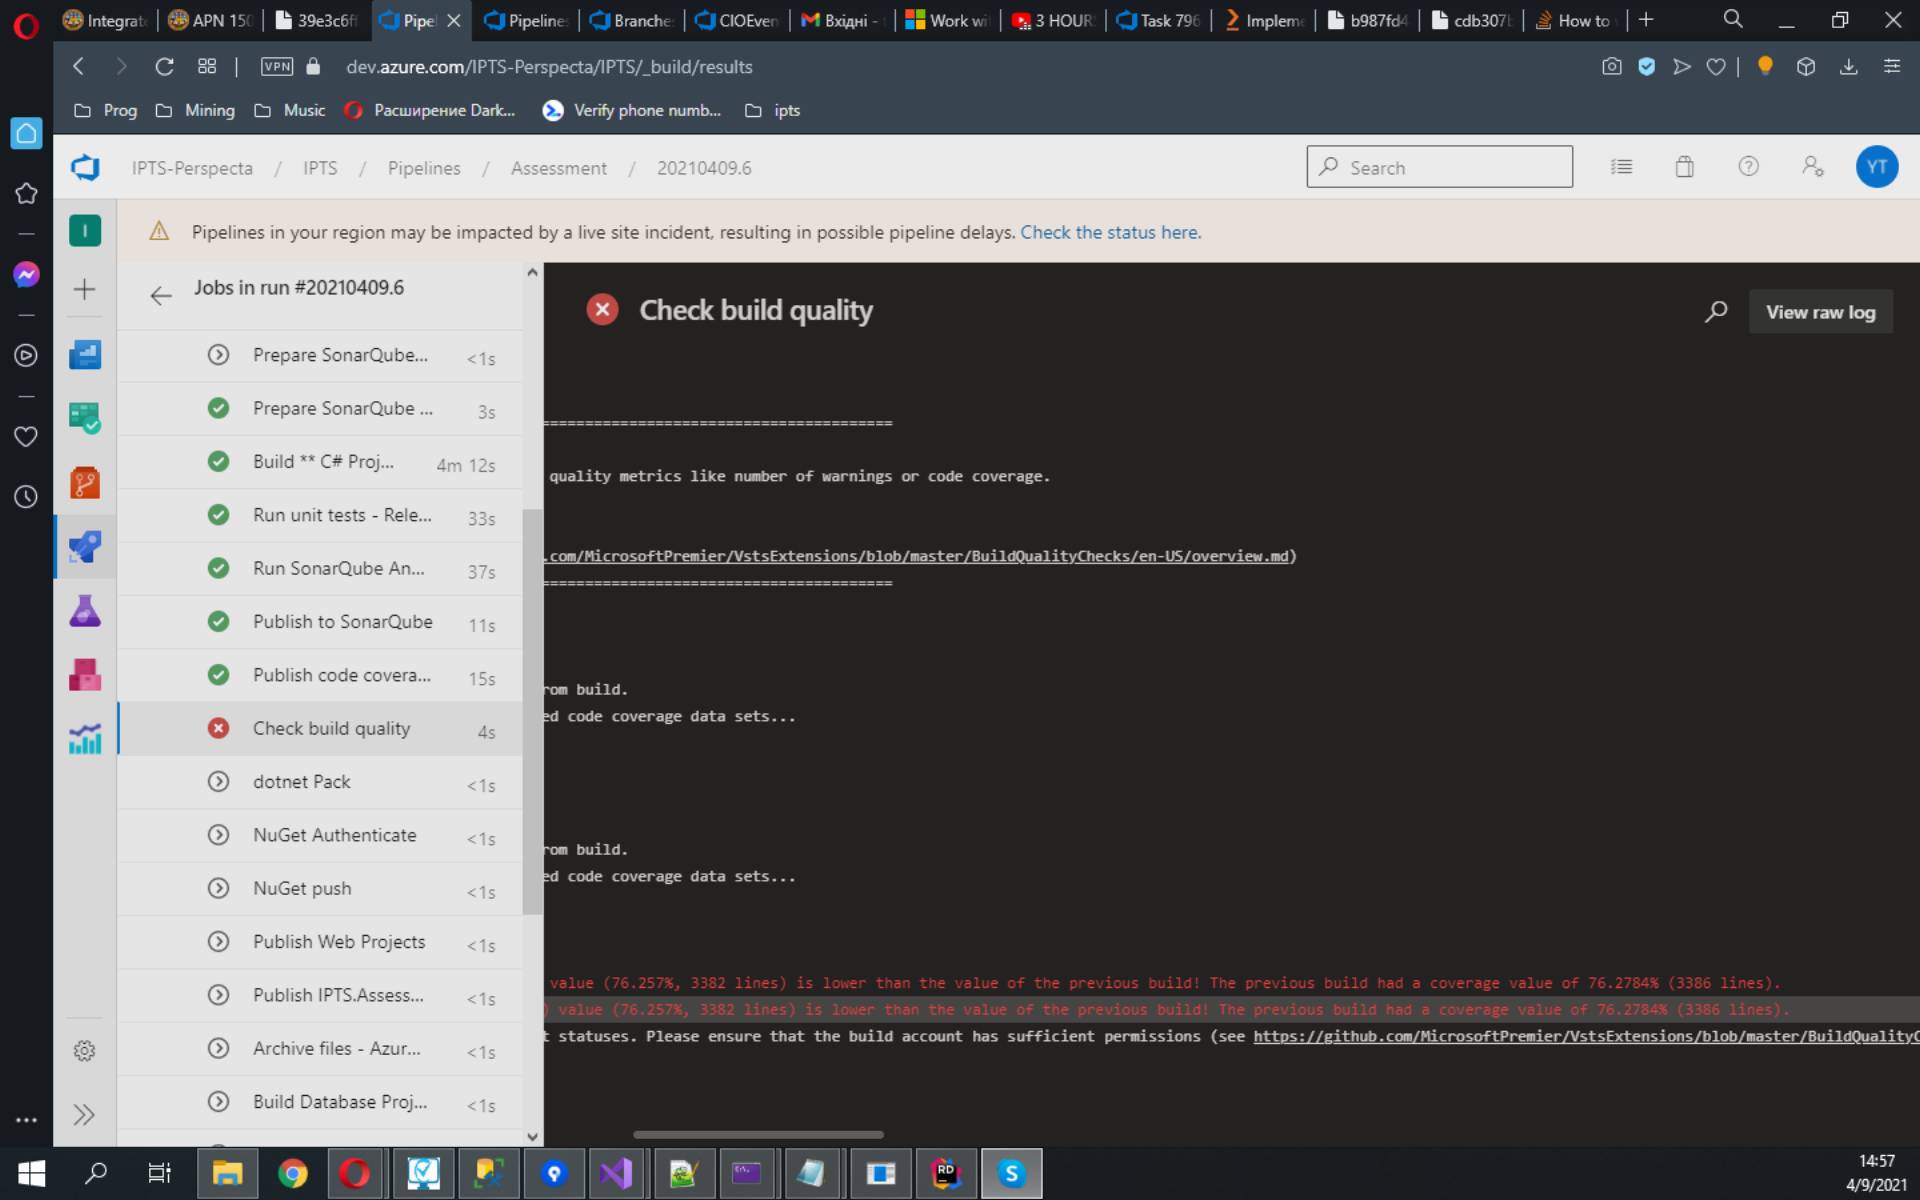 Integrat
APN 150
39e3c6ff
Pipel
Pipelines
Branche
CIOEven
Вхідні -
Work wi
3 HOUR
Task 796
Impleme
b987fd4
cdb307b
How to
VPN
dev.azure.com/IPTS-Perspecta/IPTS/_build/results
Prog
Mining
Music
Расширение Dark...
Verify phone numb...
ipts
IPTS-Perspecta / IPTS / Pipelines / Assessment / 20210409.6
Search
YT
I
Pipelines in your region may be impacted by a live site incident, resulting in possible pipeline delays. Check the status here.
Jobs in run #20210409.6
Prepare SonarQube... <1s
Prepare SonarQube ... 3s
Build ** C# Proj... 4m 12s
Run unit tests - Rele... 33s
Run SonarQube An... 37s
Publish to SonarQube 11s
Publish code covera... 15s
Check build quality 4s
dotnet Pack <1s
NuGet Authenticate <1s
NuGet push <1s
Publish Web Projects <1s
Publish IPTS.Assess... <1s
Archive files - Azur... <1s
Build Database Proj... <1s
Check build quality
View raw log
========================================
quality metrics like number of warnings or code coverage.
.com/MicrosoftPremier/VstsExtensions/blob/master/BuildQualityChecks/en-US/overview.md)
========================================
rom build.
ed code coverage data sets...
rom build.
ed code coverage data sets...
value (76.257%, 3382 lines) is lower than the value of the previous build! The previous build had a coverage value of 76.2784% (3386 lines).
) value (76.257%, 3382 lines) is lower than the value of the previous build! The previous build had a coverage value of 76.2784% (3386 lines).
t statuses. Please ensure that the build account has sufficient permissions (see https://github.com/MicrosoftPremier/VstsExtensions/blob/master/BuildQualityC
RD
14:57
4/9/2021